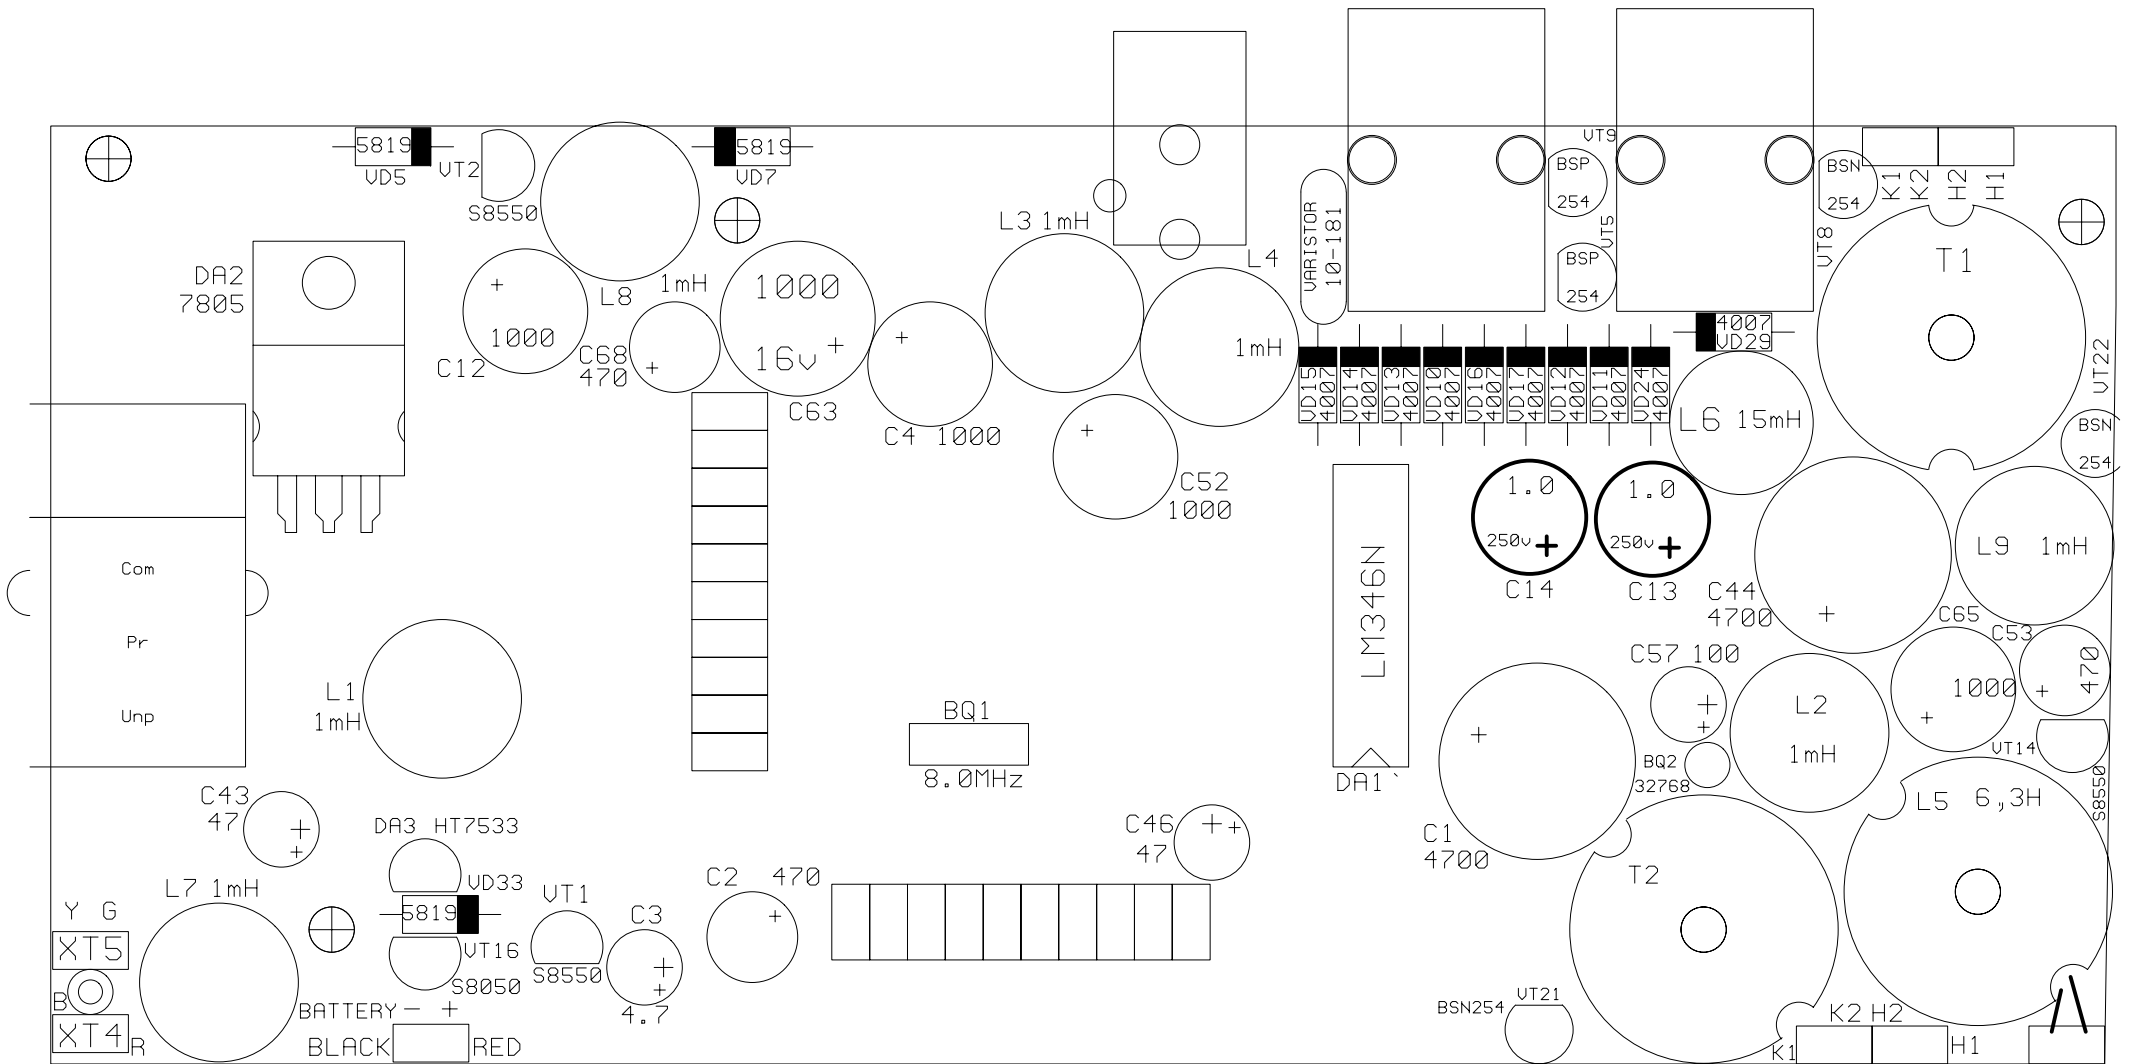 5819
VD5
VT2
S8550
5819
VD7
VT9
BSP
254
BSN
254
K1
K2
H2
H1
L8
1mH
L3 1mH
L4
1mH
VARISTOR
10-181
VT5
BSP
254
VT8
T1
DA2
7805
1000
C12
C68
470
1000
16v
C63
C4 1000
C52
1000
VD15
4007
VD14
4007
VD13
4007
VD10
4007
VD16
4007
VD17
4007
VD12
4007
VD11
4007
VD24
4007
4007
VD29
L6 15mH
VT22
BSN
254
1.0
250v
C14
1.0
250v
C13
LM346N
DA1`
C44
4700
L9 1mH
C65
1000
C53
470
C57 100
L2
1mH
BQ2
32768
VT14
S8550
Com
Pr
Unp
L1
1mH
BQ1
8.0MHz
C43
47
DA3 HT7533
VD33
5819
VT16
S8050
VT1
S8550
C3
4.7
C2 470
C46
47
C1
4700
T2
L5 6,3H
L7 1mH
Y G
XT5
B
XT4
R
BATTERY - +
BLACK
RED
BSN254
VT21
K2 H2
K1
H1